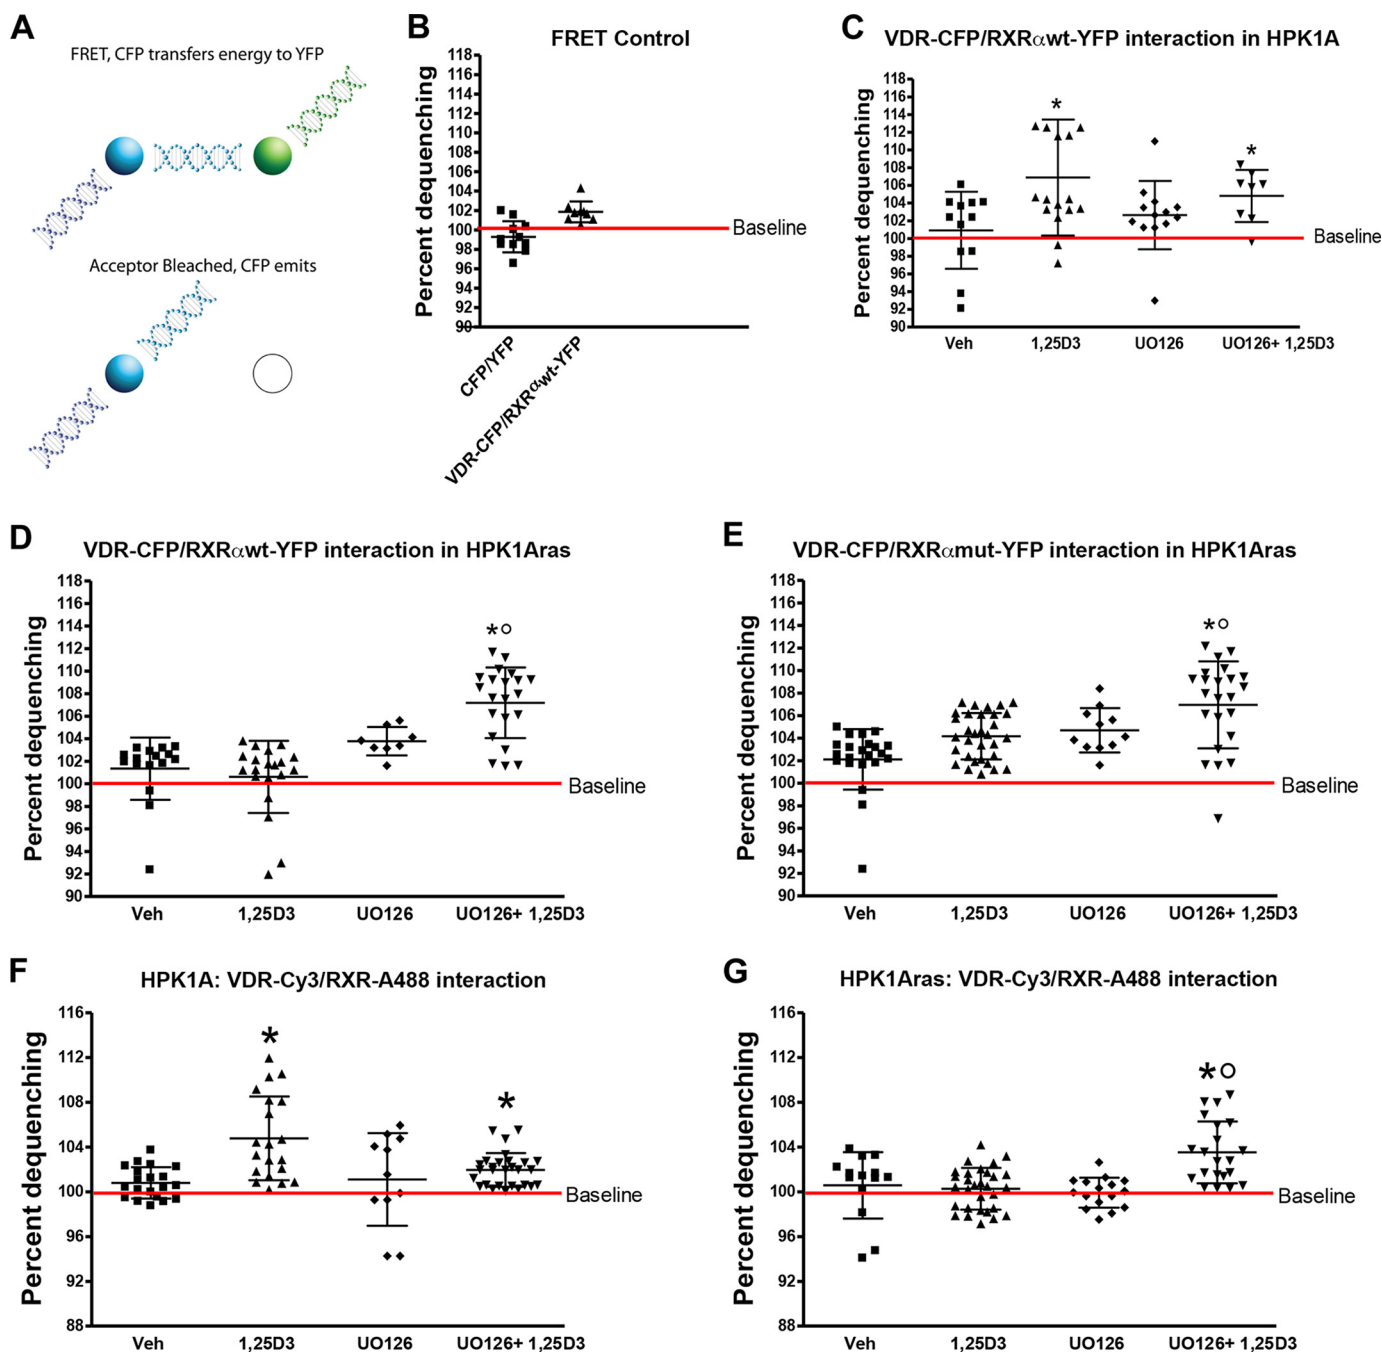 A
FRET, CFP transfers energy to YFP
Acceptor Bleached, CFP emits
B
FRET Control
Percent dequenching
118
116
114
112
110
108
106
104
102
100
98
96
94
92
90
Baseline
CFP/YFP
VDR-CFP/RXRαwt-YFP
C
VDR-CFP/RXRαwt-YFP interaction in HPK1A
Percent dequenching
118
116
114
112
110
108
106
104
102
100
98
96
94
92
90
*
*
Baseline
Veh 1,25D3 UO126 UO126+ 1,25D3
D
VDR-CFP/RXRαwt-YFP interaction in HPK1Aras
Percent dequenching
118
116
114
112
110
108
106
104
102
100
98
96
94
92
90
*○
Baseline
Veh 1,25D3 UO126 UO126+ 1,25D3
E
VDR-CFP/RXRαmut-YFP interaction in HPK1Aras
Percent dequenching
118
116
114
112
110
108
106
104
102
100
98
96
94
92
90
*○
Baseline
Veh 1,25D3 UO126 UO126+ 1,25D3
F
HPK1A: VDR-Cy3/RXR-A488 interaction
Percent dequenching
116
112
108
104
100
96
92
88
*
*
Baseline
Veh 1,25D3 UO126 UO126+ 1,25D3
G
HPK1Aras: VDR-Cy3/RXR-A488 interaction
Percent dequenching
116
112
108
104
100
96
92
88
*○
Baseline
Veh 1,25D3 UO126 UO126+ 1,25D3